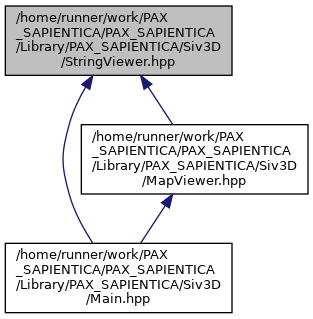 /home/runner/work/PAX
_SAPIENTICA/PAX_SAPIENTICA
/Library/PAX_SAPIENTICA/Siv3D
/StringViewer.hpp
/home/runner/work/PAX
_SAPIENTICA/PAX_SAPIENTICA
/Library/PAX_SAPIENTICA/Siv3D
/MapViewer.hpp
/home/runner/work/PAX
_SAPIENTICA/PAX_SAPIENTICA
/Library/PAX_SAPIENTICA/Siv3D
/Main.hpp